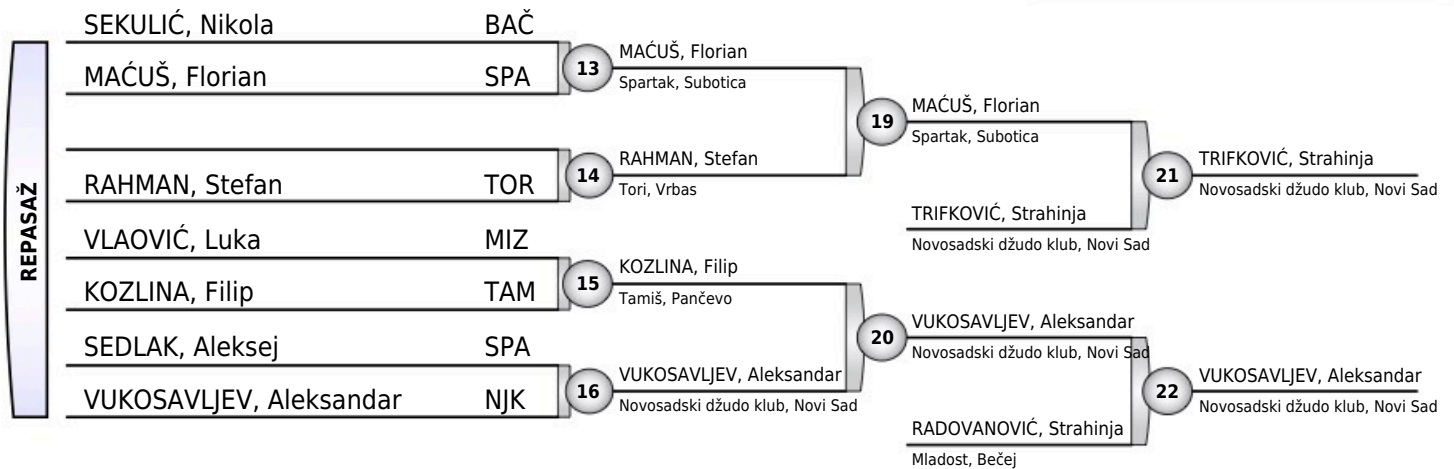 REPASAŽ
SEKULIĆ, Nikola BAČ
MAĆUŠ, Florian SPA
RAHMAN, Stefan TOR
VLAOVIĆ, Luka MIZ
KOZLINA, Filip TAM
SEDLAK, Aleksej SPA
VUKOSAVLJEV, Aleksandar NJK
13
MAĆUŠ, Florian
Spartak, Subotica
14
RAHMAN, Stefan
Tori, Vrbas
15
KOZLINA, Filip
Tamiš, Pančevo
16
VUKOSAVLJEV, Aleksandar
Novosadski džudo klub, Novi Sad
19
MAĆUŠ, Florian
Spartak, Subotica
TRIFKOVIĆ, Strahinja
Novosadski džudo klub, Novi Sad
20
VUKOSAVLJEV, Aleksandar
Novosadski džudo klub, Novi Sad
RADOVANOVIĆ, Strahinja
Mladost, Bečej
21
TRIFKOVIĆ, Strahinja
Novosadski džudo klub, Novi Sad
22
VUKOSAVLJEV, Aleksandar
Novosadski džudo klub, Novi Sad